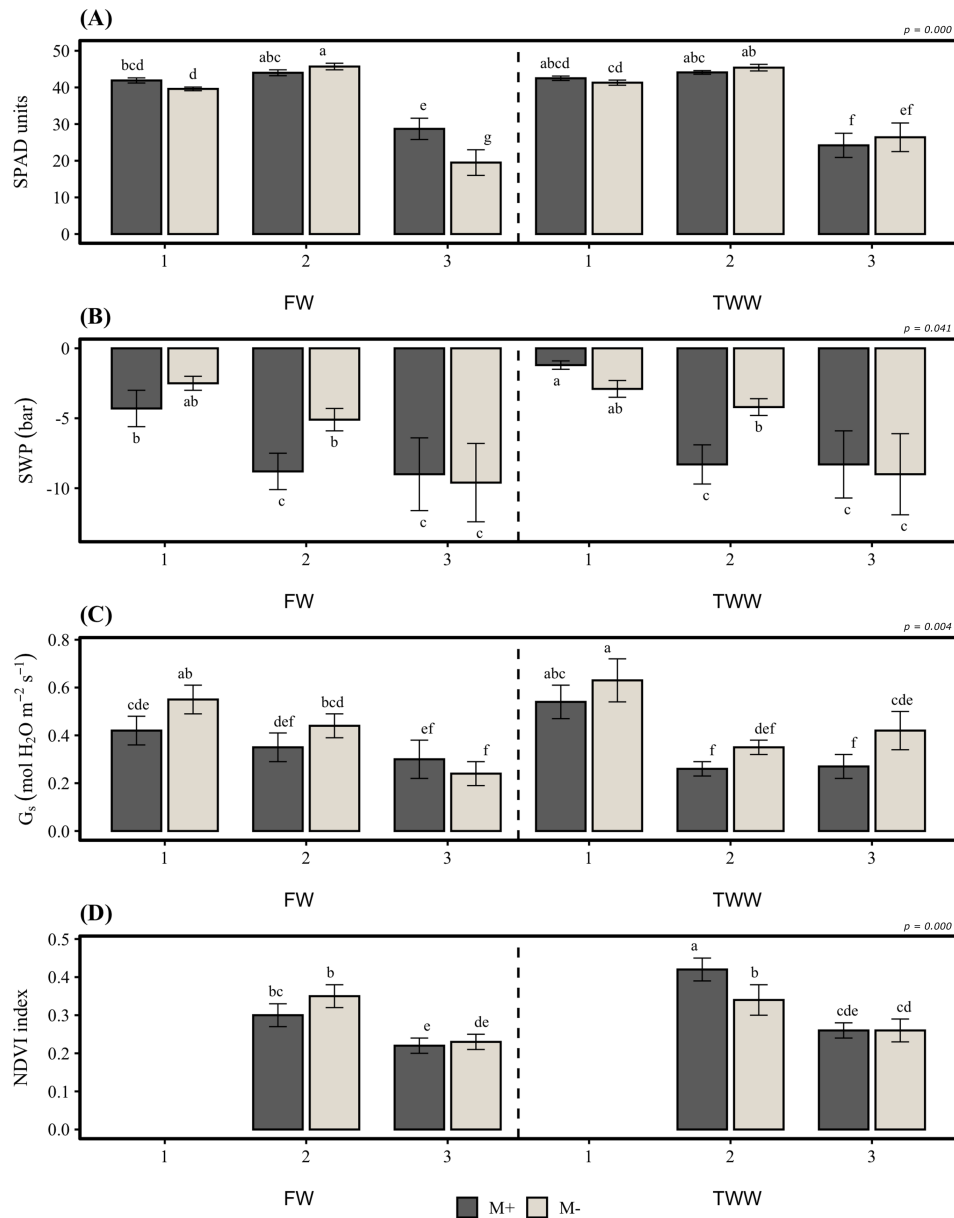 (A)
p = 0.000
SPAD units
50
40
30
20
10
0
bcd
d
abc
a
e
g
abcd
cd
abc
ab
f
ef
1
2
3
1
2
3
FW
TWW
(B)
p = 0.041
SWP (bar)
0
-5
-10
b
ab
c
b
c
c
a
ab
c
b
c
c
1
2
3
1
2
3
FW
TWW
(C)
p = 0.004
Gs (mol H₂O m⁻² s⁻¹)
0.8
0.6
0.4
0.2
0.0
cde
ab
def
bcd
ef
f
abc
a
f
def
f
cde
1
2
3
1
2
3
FW
TWW
(D)
p = 0.000
NDVI index
0.5
0.4
0.3
0.2
0.1
0.0
bc
b
e
de
a
b
cde
cd
1
2
3
1
2
3
FW
TWW
M+ M-